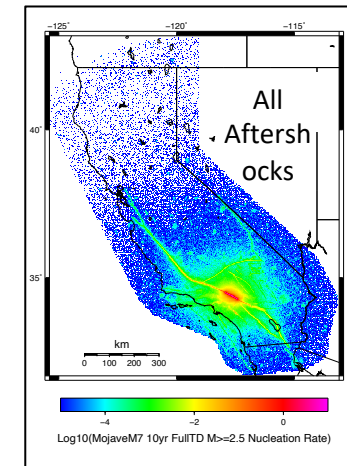 −125° −120° −115°
All
Aftersh
ocks
40°
35°
km
0 100 200 300
−4 −2 0
Log10(MojaveM7 10yr FullTD M>=2.5 Nucleation Rate)